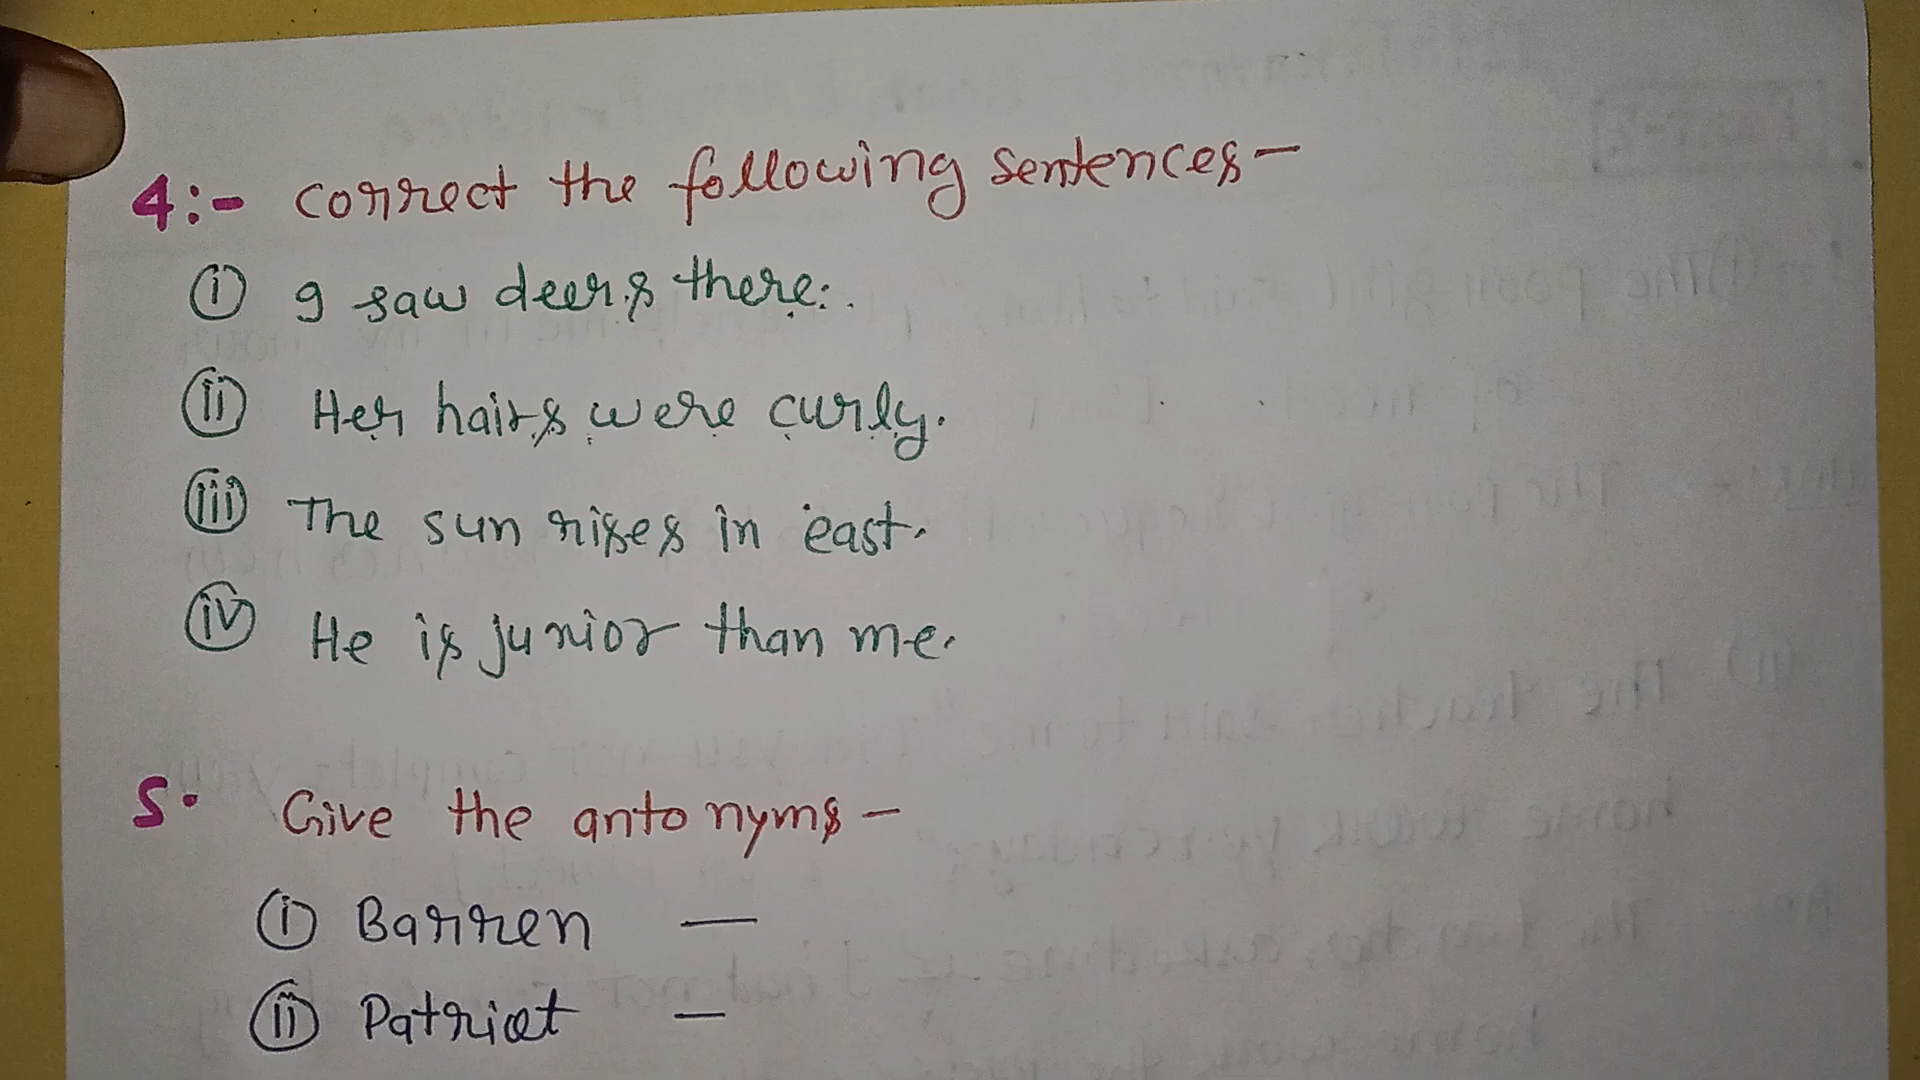 4:- Correct the following sentences-
(i) I saw deers there.
(ii) Her hairs were curly.
(iii) The sun rises in east.
(iv) He is junior than me.
5. Give the antonyms-
(i) Barren —
(ii) Patriot —